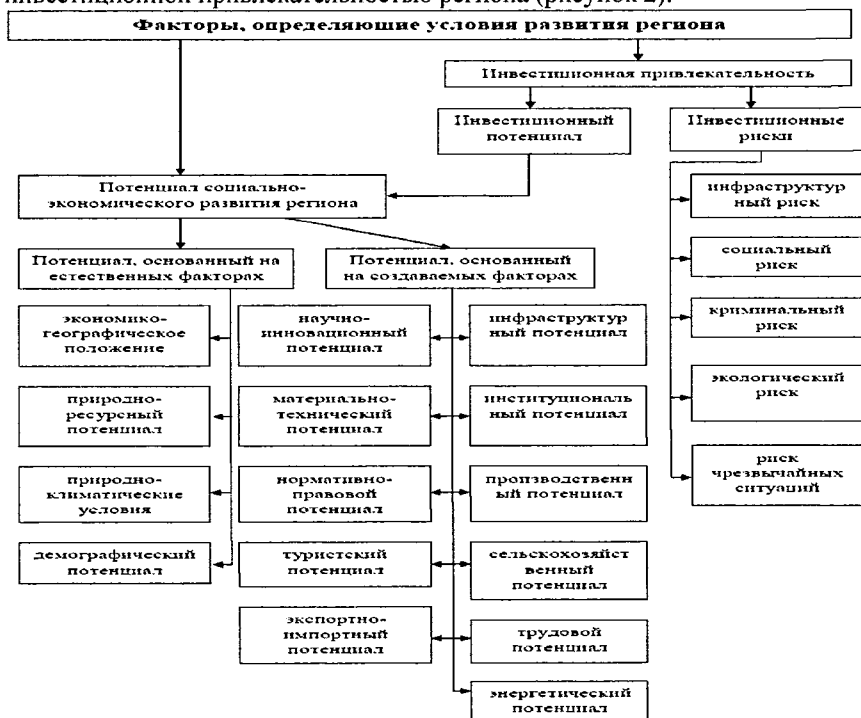 инвестиционной привлекательностью региона (рисунок 2).
Факторы, определяющие условия развития региона
Инвестиционная привлекательность
Инвестиционный
потенциал
Инвестиционные
риски
Потенциал социально-
экономического развития региона
инфраструктур
ный риск
социальный
риск
криминальный
риск
экологический
риск
риск
чрезвычайных
ситуаций
Потенциал, основанный на
естественных факторах
Потенциал, основанный
на создаваемых факторах
экономико-
географическое
положение
природно-
ресурсный
потенциал
природно-
климатические
условия
демографический
потенциал
научно-
инновационный
потенциал
материально-
технический
потенциал
нормативно-
правовой
потенциал
туристский
потенциал
экспортно-
импортный
потенциал
инфраструктур
ный потенциал
институциональ
ный потенциал
производственн
ый потенциал
сельскохозяйст
венный
потенциал
трудовой
потенциал
энергетический
потенциал